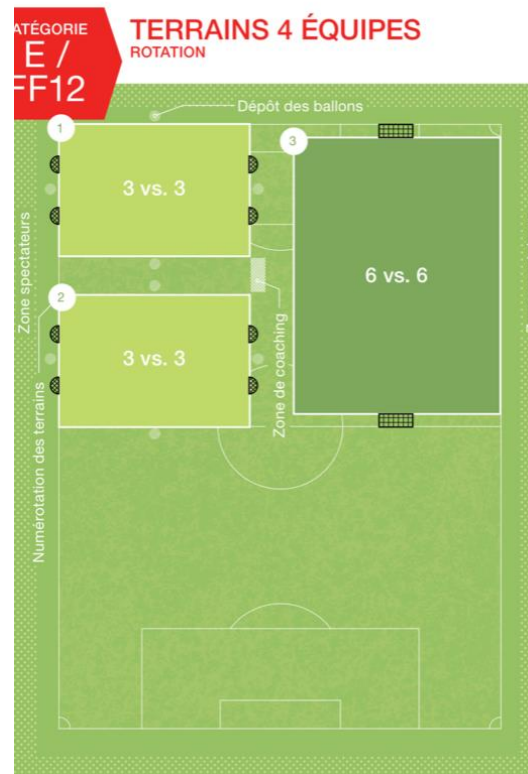 ATÉGORIE
E /
FF12
TERRAINS 4 ÉQUIPES
ROTATION
Dépôt des ballons
1
3 vs. 3
3
6 vs. 6
2
3 vs. 3
Zone spectateurs
Numérotation des terrains
Zone de coaching